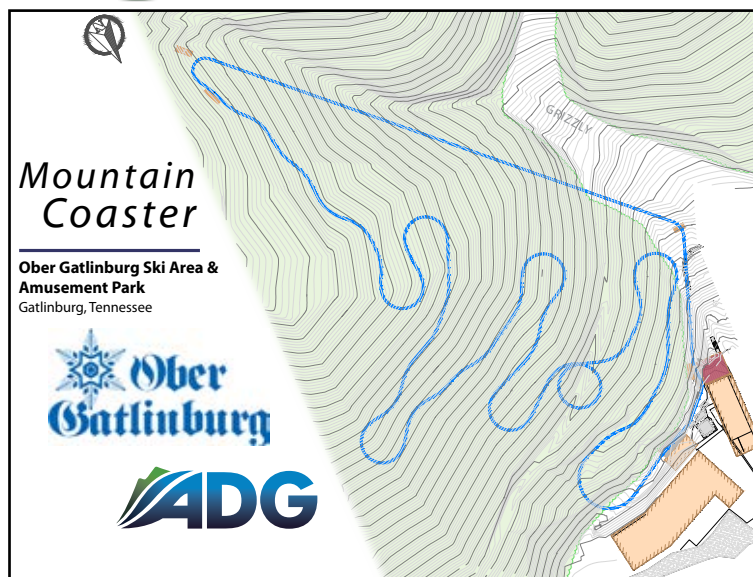 GRIZZLY
Mountain
Coaster
Ober Gatlinburg Ski Area &
Amusement Park
Gatlinburg, Tennessee
Ober
Gatlinburg
ADG